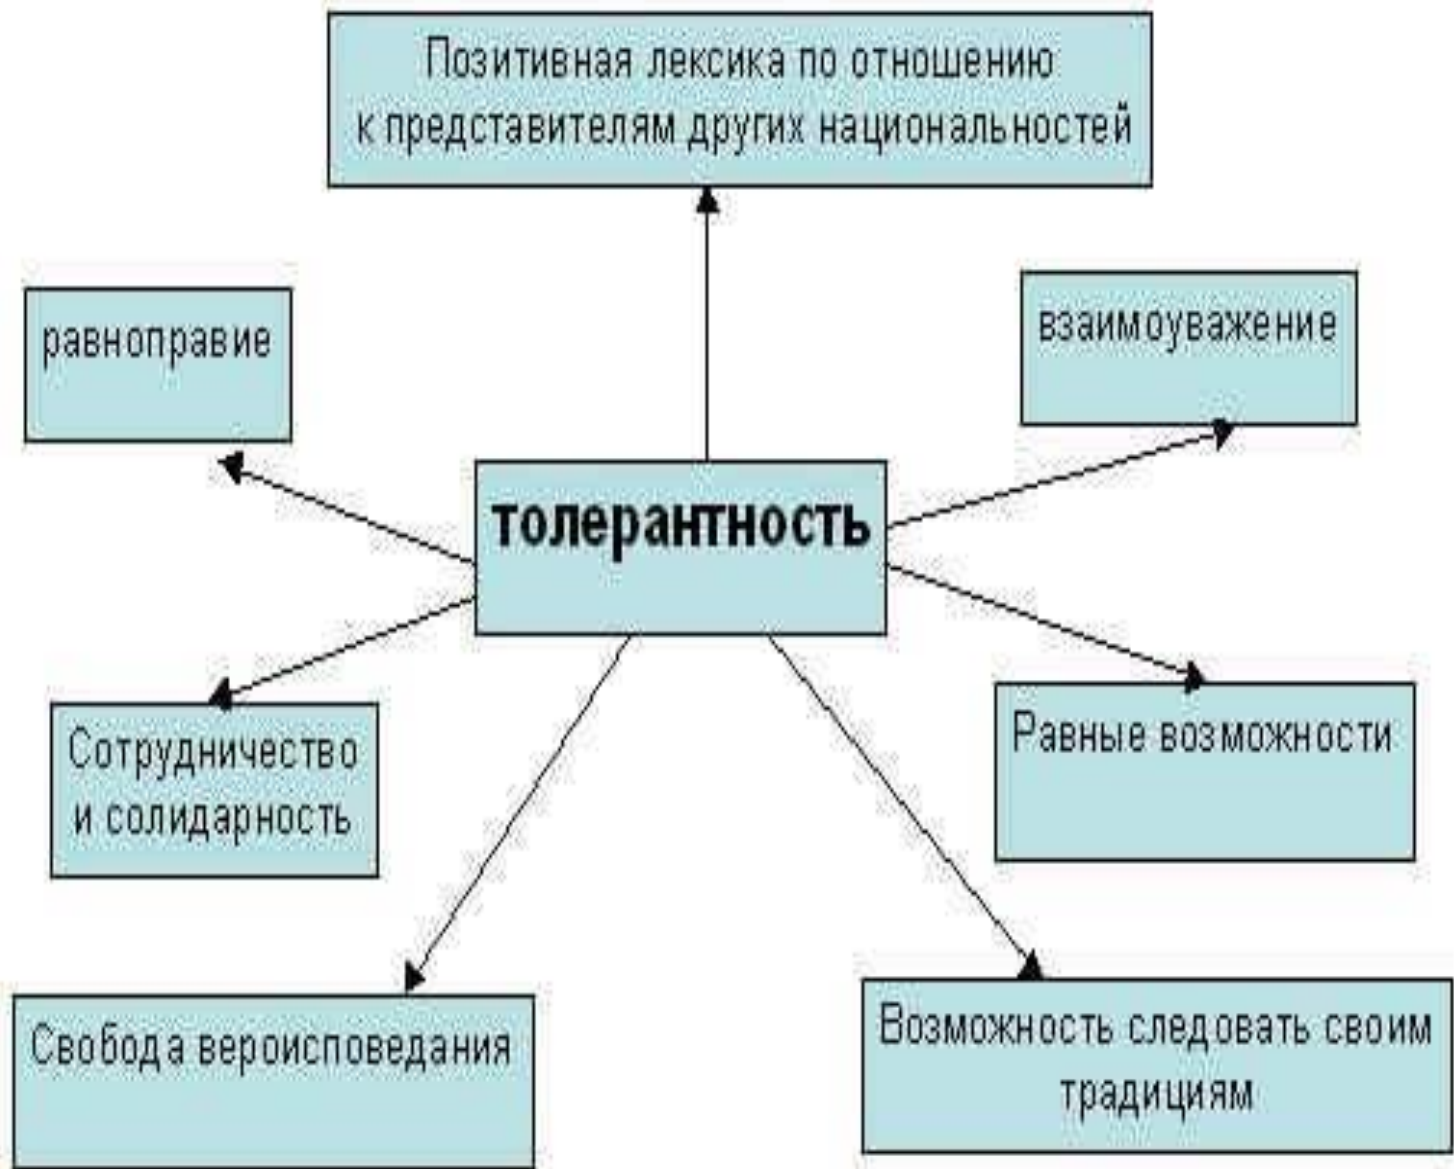 Позитивная лексика по отношению
к представителям других национальностей
равноправие
взаимоуважение
толерантность
Сотрудничество
и солидарность
Равные возможности
Свобода вероисповедания
Возможность следовать своим
традициям